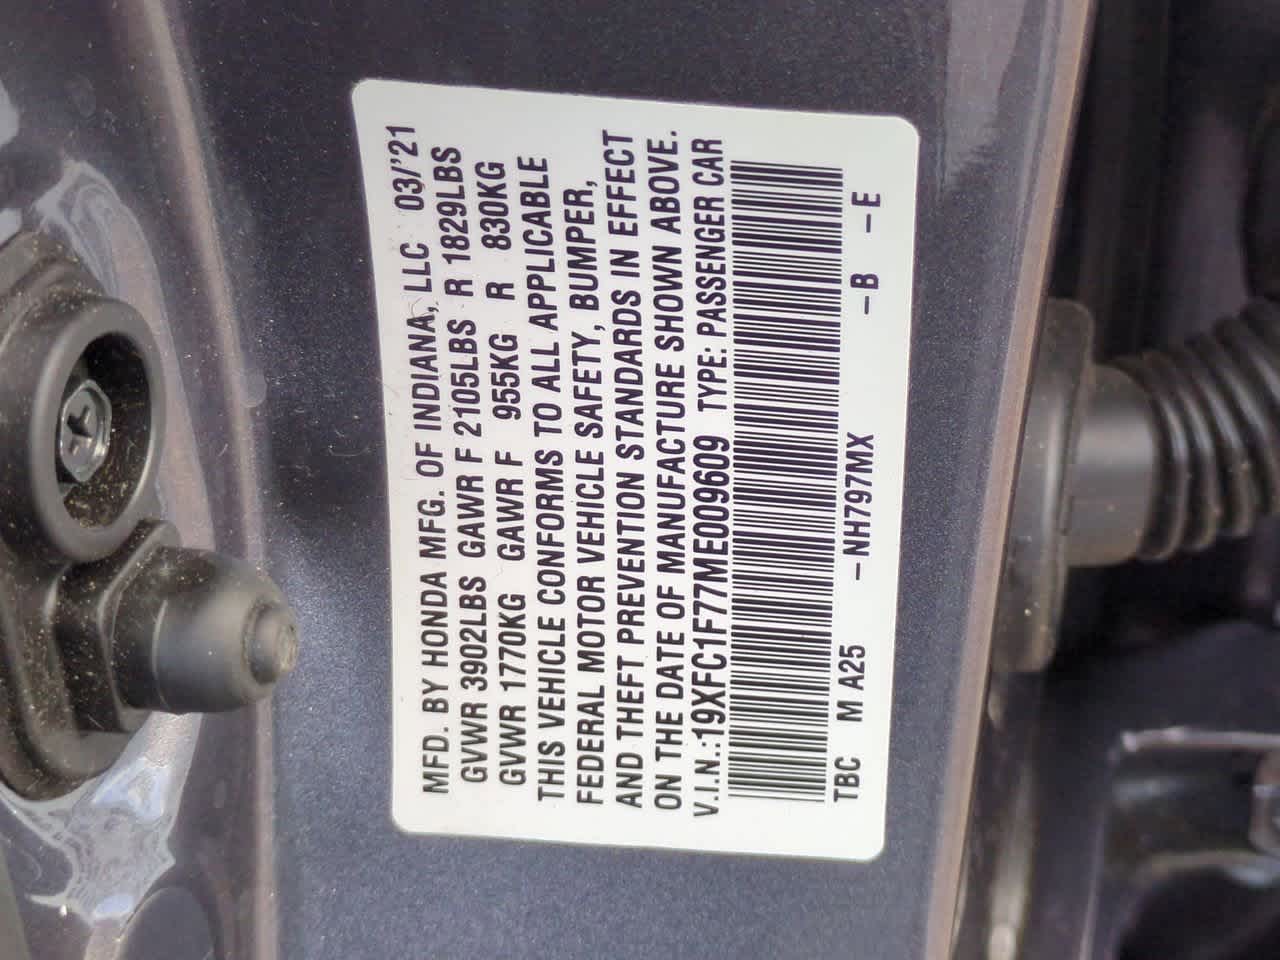 MFD. BY HONDA MFG. OF INDIANA, LLC 03/'21
GVWR 3902LBS GAWR F 2105LBS R 1829LBS
GVWR 1770KG GAWR F 955KG R 830KG
THIS VEHICLE CONFORMS TO ALL APPLICABLE
FEDERAL MOTOR VEHICLE SAFETY, BUMPER,
AND THEFT PREVENTION STANDARDS IN EFFECT
ON THE DATE OF MANUFACTURE SHOWN ABOVE.
V.I.N.:19XFC1F77ME009609 TYPE: PASSENGER CAR
TBC M A25 –NH797MX –B –E